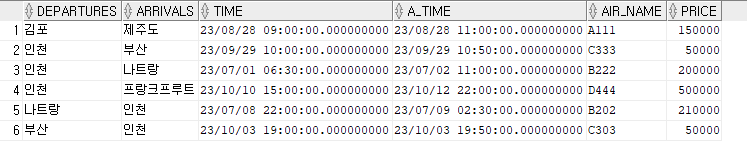 DEPARTURES ARRIVALS TIME A_TIME AIR_NAME PRICE
1 김포 제주도 23/08/28 09:00:00.000000000 23/08/28 11:00:00.000000000 A111 150000
2 인천 부산 23/09/29 10:00:00.000000000 23/09/29 10:50:00.000000000 C333 50000
3 인천 나트랑 23/07/01 06:30:00.000000000 23/07/02 11:00:00.000000000 B222 200000
4 인천 프랑크프루트 23/10/10 15:00:00.000000000 23/10/12 22:00:00.000000000 D444 500000
5 나트랑 인천 23/07/08 22:00:00.000000000 23/07/09 02:30:00.000000000 B202 210000
6 부산 인천 23/10/03 19:00:00.000000000 23/10/03 19:50:00.000000000 C303 50000